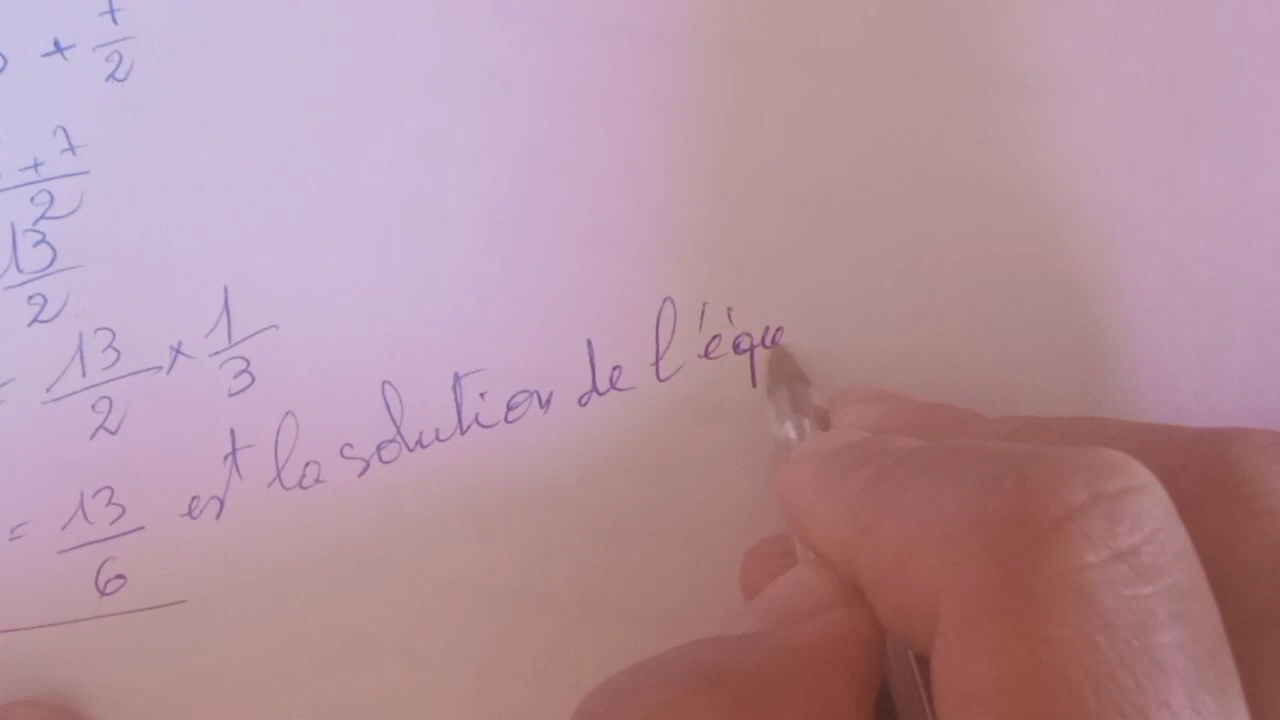 + 7/2
+ 7/2
13/2
= 13/2 × 1/3
= 13/6 est la solution de l'équ